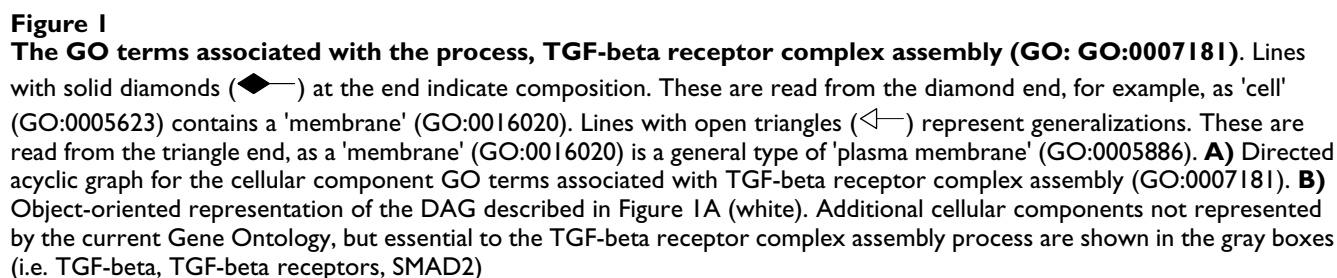 Figure 1
The GO terms associated with the process, TGF-beta receptor complex assembly (GO: GO:0007181). Lines
with solid diamonds (◆—) at the end indicate composition. These are read from the diamond end, for example, as 'cell'
(GO:0005623) contains a 'membrane' (GO:0016020). Lines with open triangles (◁—) represent generalizations. These are
read from the triangle end, as a 'membrane' (GO:0016020) is a general type of 'plasma membrane' (GO:0005886). A) Directed
acyclic graph for the cellular component GO terms associated with TGF-beta receptor complex assembly (GO:0007181). B)
Object-oriented representation of the DAG described in Figure 1A (white). Additional cellular components not represented
by the current Gene Ontology, but essential to the TGF-beta receptor complex assembly process are shown in the gray boxes
(i.e. TGF-beta, TGF-beta receptors, SMAD2)